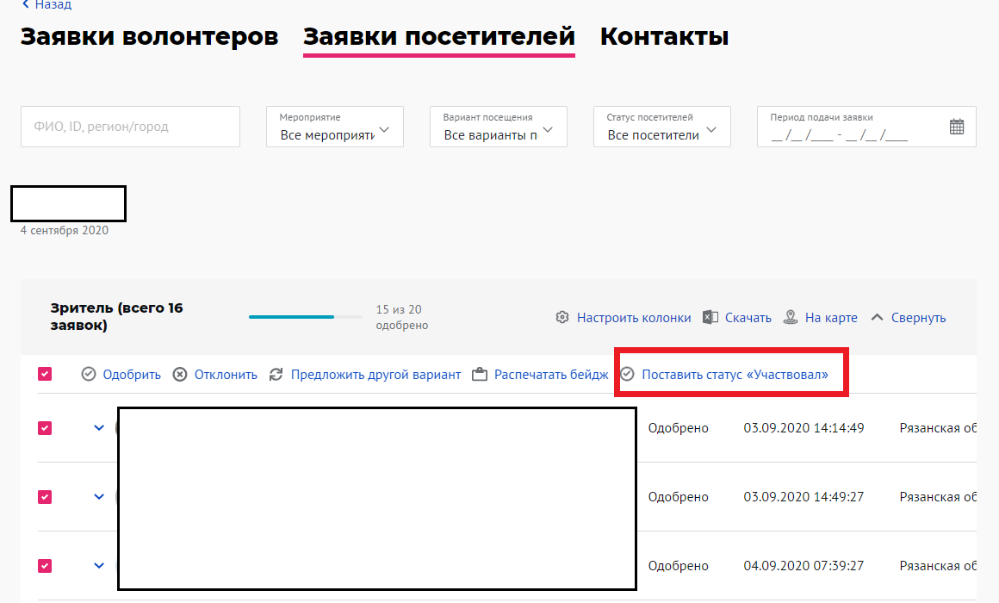 Назад
Заявки волонтеров Заявки посетителей Контакты
ФИО, ID, регион/город
Мероприятие
Все мероприяти
Вариант посещения
Все варианты п
Статус посетителей
Все посетители
Период подачи заявки
__ /__ /____ - __ /__ /____
4 сентября 2020
Зритель (всего 16
заявок)
15 из 20
одобрено
Настроить колонки Скачать На карте Свернуть
Одобрить Отклонить Предложить другой вариант Распечатать бейдж Поставить статус «Участвовал»
Одобрено 03.09.2020 14:14:49 Рязанская об
Одобрено 03.09.2020 14:49:27 Рязанская об
Одобрено 04.09.2020 07:39:27 Рязанская об